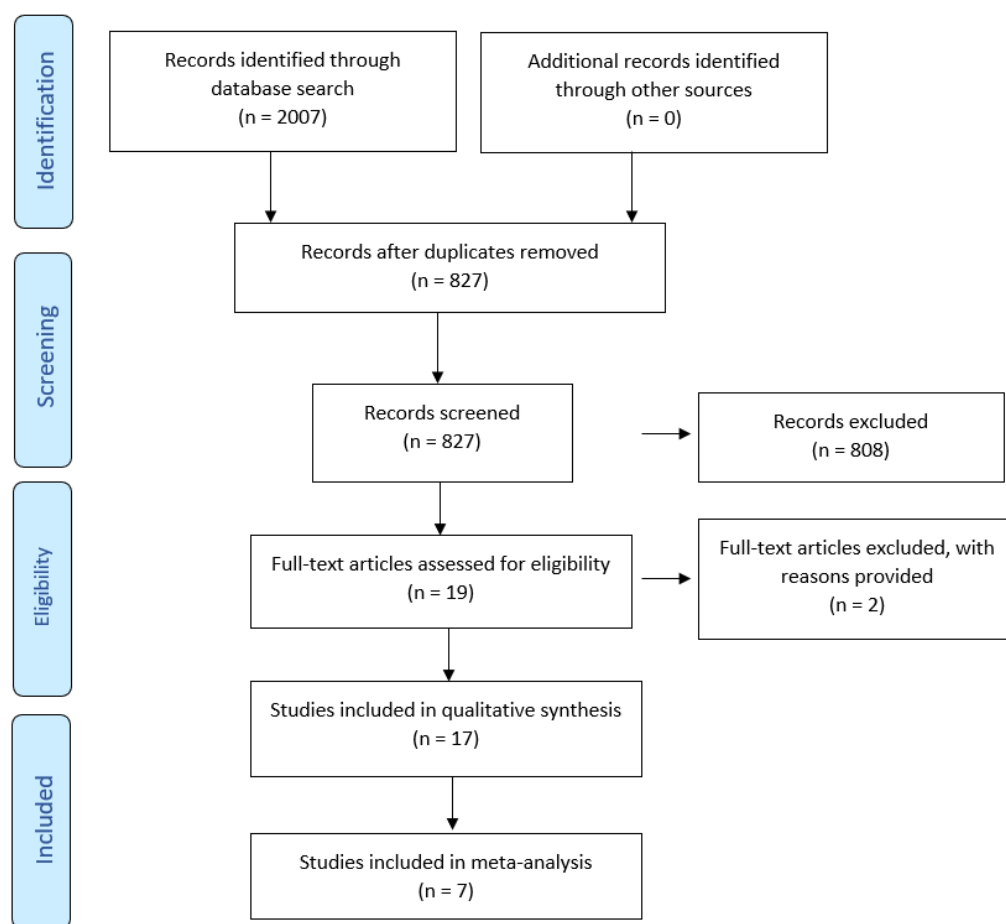 Identification
Records identified through
database search
(n = 2007)
Additional records identified
through other sources
(n = 0)
Records after duplicates removed
(n = 827)
Screening
Records screened
(n = 827)
Records excluded
(n = 808)
Eligibility
Full-text articles assessed for eligibility
(n = 19)
Full-text articles excluded, with
reasons provided
(n = 2)
Studies included in qualitative synthesis
(n = 17)
Included
Studies included in meta-analysis
(n = 7)